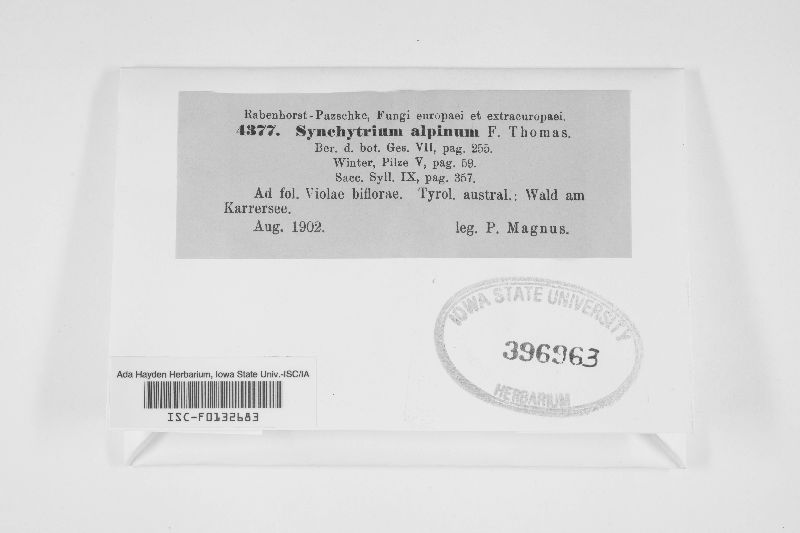 Rabenhorst-Pazschke, Fungi europaei et extraeuropaei.
4377. Synchytrium alpinum F. Thomas.
Ber. d. bot. Ges. VII, pag. 255.
Winter, Pilze V, pag. 59.
Sacc. Syll. IX, pag. 357.
Ad fol. Violae biflorae. Tyrol. austral.: Wald am
Karrersee.
Aug. 1902. leg. P. Magnus.
IOWA STATE UNIVERSITY
396963
HERBARIUM
Ada Hayden Herbarium, Iowa State Univ.-ISC/IA
ISC-F0132683